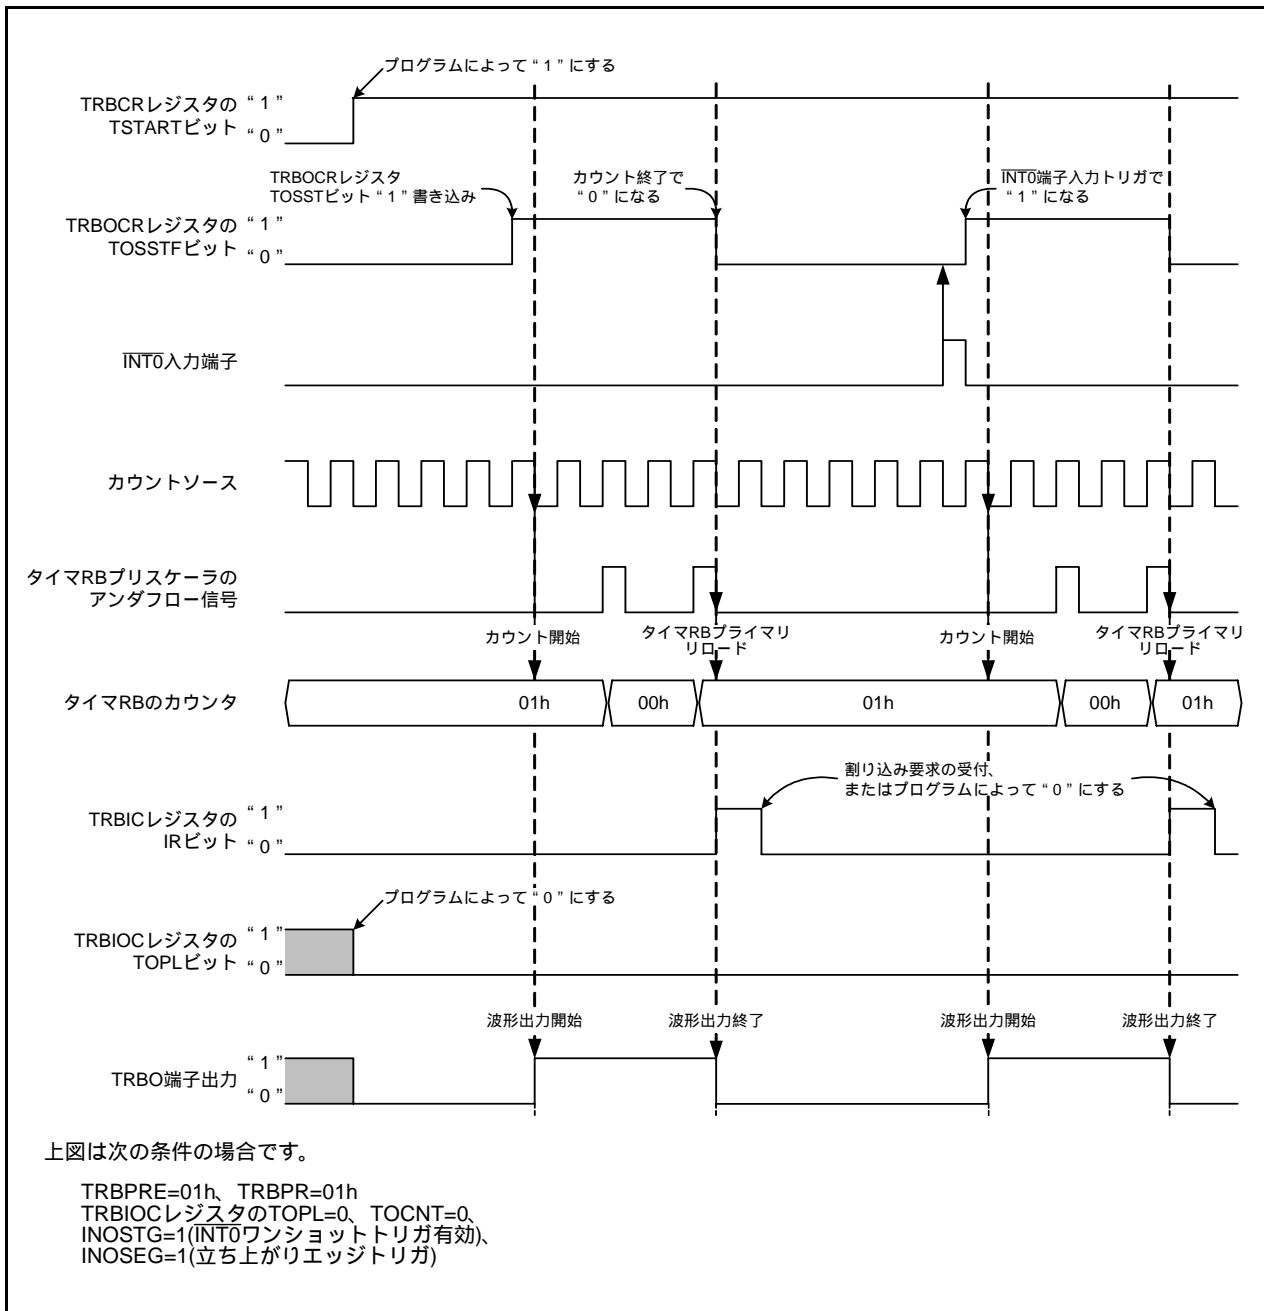 プログラムによって“1”にする
TRBCRレジスタの “1”
TSTARTビット “0”
TRBOCRレジスタ
TOSSTビット“1”書き込み
カウント終了で
“0”になる
INT0端子入力トリガで
“1”になる
TRBOCRレジスタの “1”
TOSSTFビット “0”
INT0入力端子
カウントソース
タイマRBプリスケーラの
アンダフロー信号
カウント開始
タイマRBプライマリ
リロード
カウント開始
タイマRBプライマリ
リロード
タイマRBのカウンタ
01h
00h
01h
00h
01h
割り込み要求の受付、
またはプログラムによって“0”にする
TRBICレジスタの “1”
IRビット “0”
プログラムによって“0”にする
TRBIOCレジスタの “1”
TOPLビット “0”
波形出力開始
波形出力終了
波形出力開始
波形出力終了
TRBO端子出力
“1”
“0”
上図は次の条件の場合です。
TRBPRE=01h、TRBPR=01h
TRBIOCレジスタのTOPL=0、TOCNT=0、
INOSTG=1(INT0ワンショットトリガ有効)、
INOSEG=1(立ち上がりエッジトリガ)